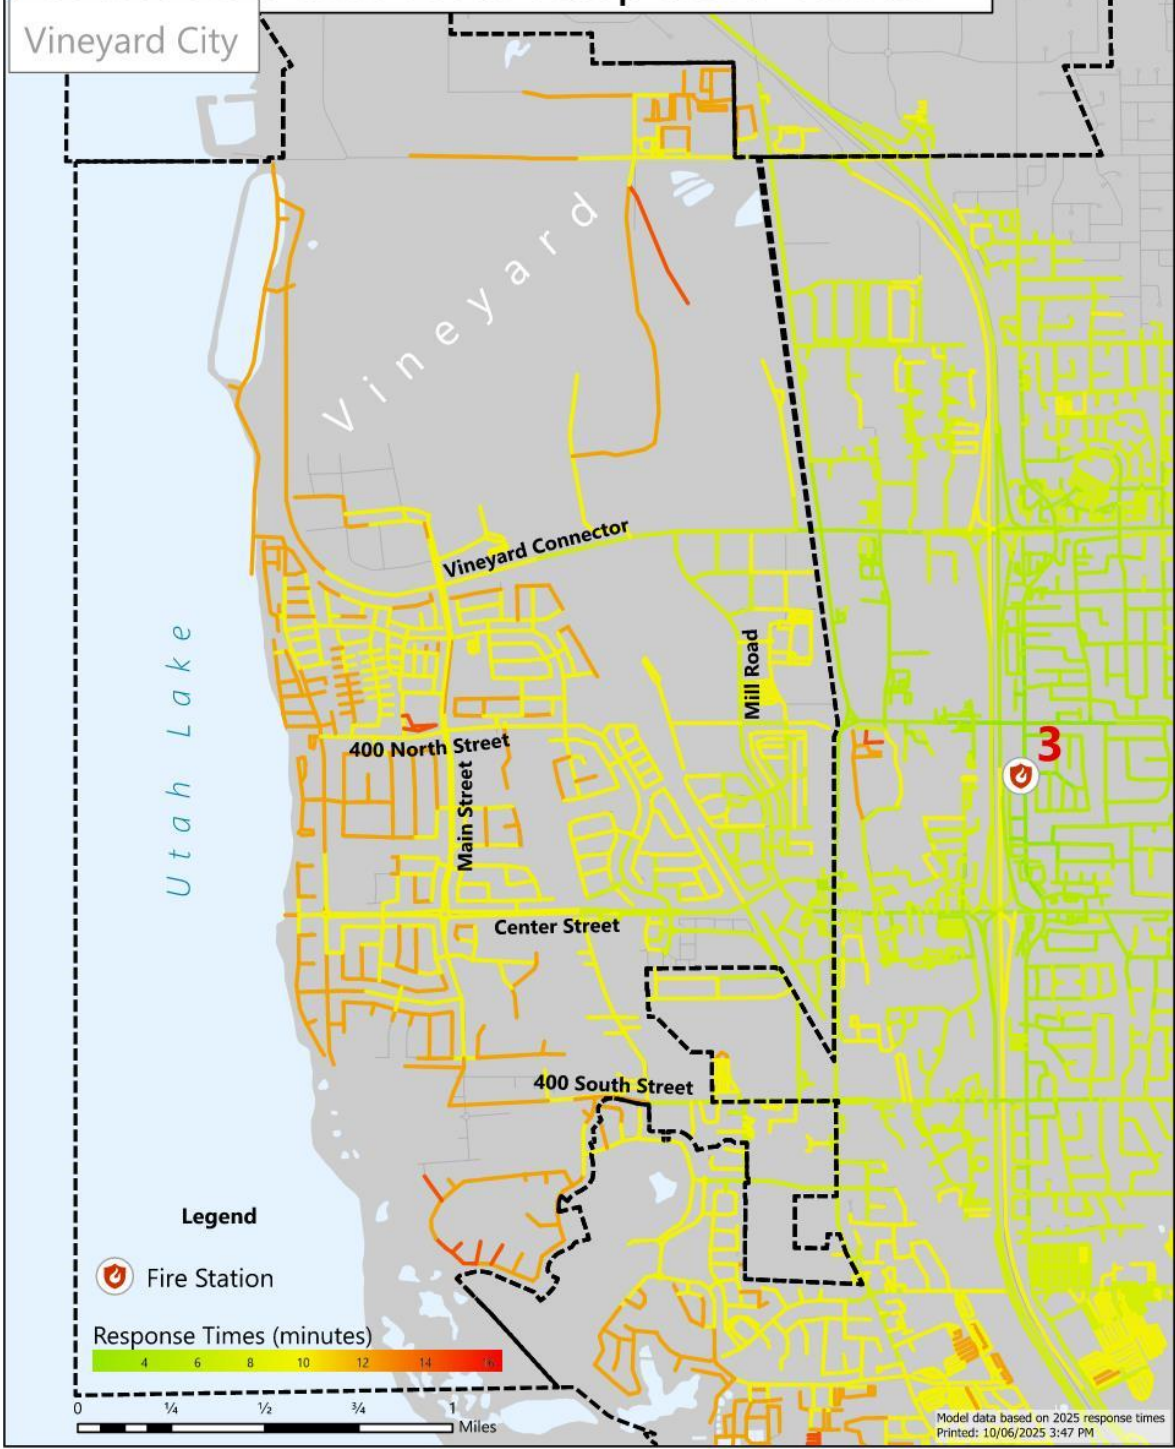 Vineyard City
Vineyard
Vineyard Connector
Mill Road
Utah Lake
400 North Street
3
Main Street
Center Street
400 South Street
Legend
Fire Station
Response Times (minutes)
4 6 8 10 12 14 16
0 ¼ ½ ¾ 1
Miles
Model data based on 2025 response times
Printed: 10/06/2025 3:47 PM